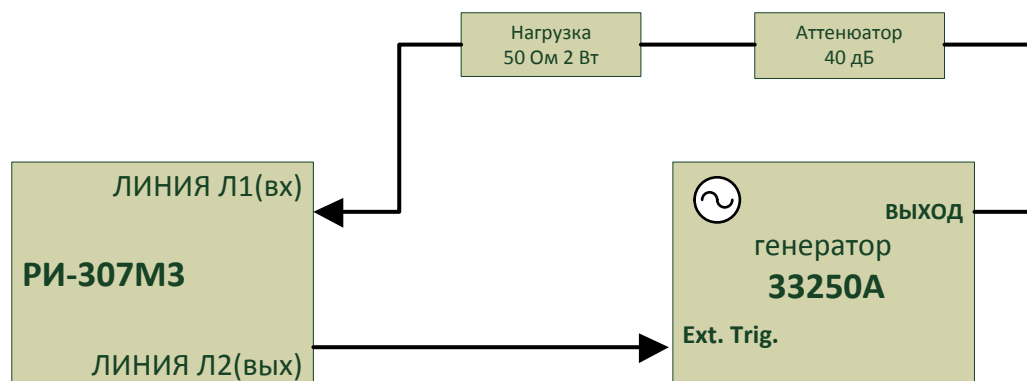 Нагрузка
50 Ом 2 Вт
Аттенюатор
40 дБ
ЛИНИЯ Л1(вх)
РИ-307М3
ЛИНИЯ Л2(вых)
ВЫХОД
генератор
33250А
Ext. Trig.